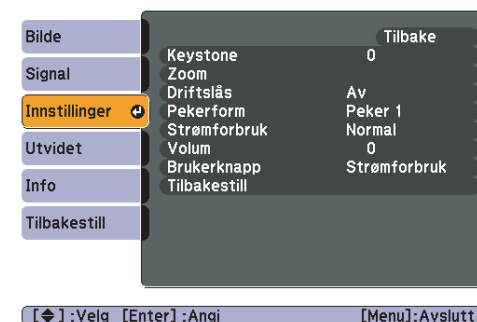 Bilde
Signal
Innstillinger
Utvidet
Info
Tilbakestill
Tilbake
Keystone 0
Zoom
Driftslås Av
Pekerform Peker 1
Strømforbruk Normal
Volum 0
Brukerknapp Strømforbruk
Tilbakestill
[◆] :Velg [Enter] :Angi [Menu]:Avslutt